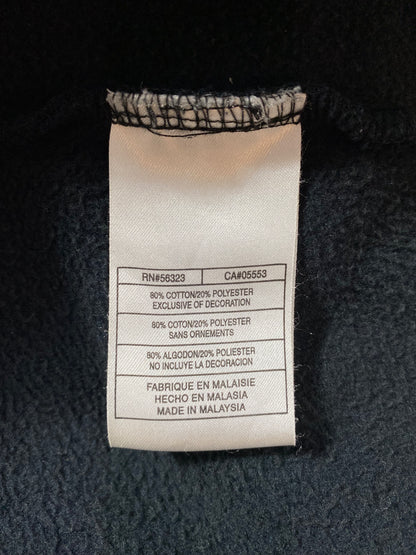 RN#56323 CA#05553
80% COTTON/20% POLYESTER
EXCLUSIVE OF DECORATION
80% COTON/20% POLYESTER
SANS ORNEMENTS
80% ALGODON/20% POLIESTER
NO INCLUYE LA DECORACION
FABRIQUE EN MALAISIE
HECHO EN MALASIA
MADE IN MALAYSIA